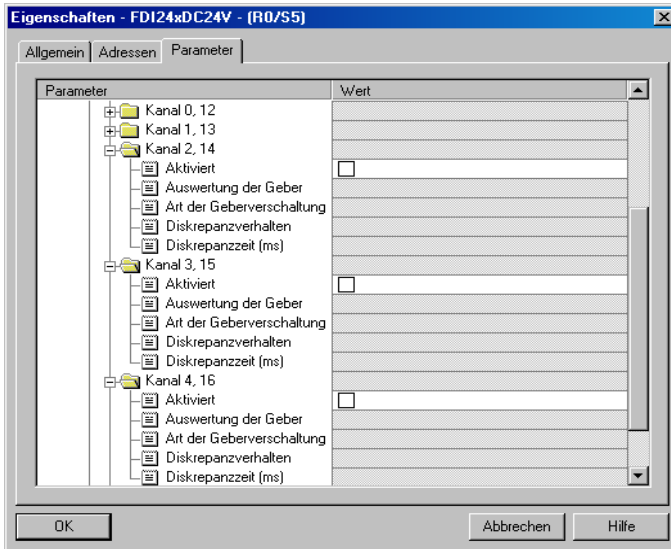 Eigenschaften - FDI24xDC24V - (R0/S5)
Allgemein Adressen Parameter
Parameter Wert
Kanal 0, 12
Kanal 1, 13
Kanal 2, 14
Aktiviert
Auswertung der Geber
Art der Geberverschaltung
Diskrepanzverhalten
Diskrepanzzeit (ms)
Kanal 3, 15
Aktiviert
Auswertung der Geber
Art der Geberverschaltung
Diskrepanzverhalten
Diskrepanzzeit (ms)
Kanal 4, 16
Aktiviert
Auswertung der Geber
Art der Geberverschaltung
Diskrepanzverhalten
Diskrepanzzeit (ms)
OK Abbrechen Hilfe